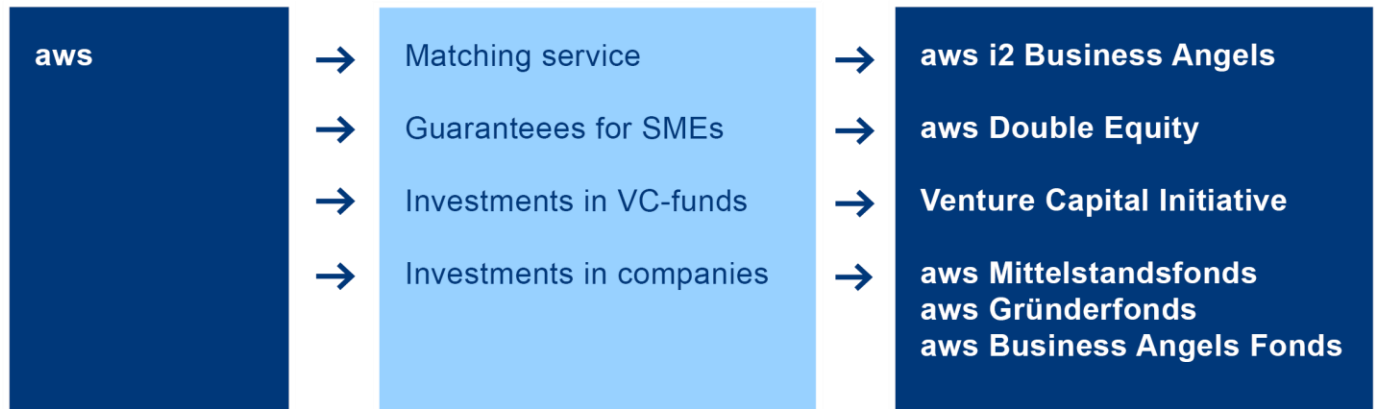 aws
→ Matching service → aws i2 Business Angels
→ Guaranteees for SMEs → aws Double Equity
→ Investments in VC-funds → Venture Capital Initiative
→ Investments in companies → aws Mittelstandsfonds
aws Gründerfonds
aws Business Angels Fonds